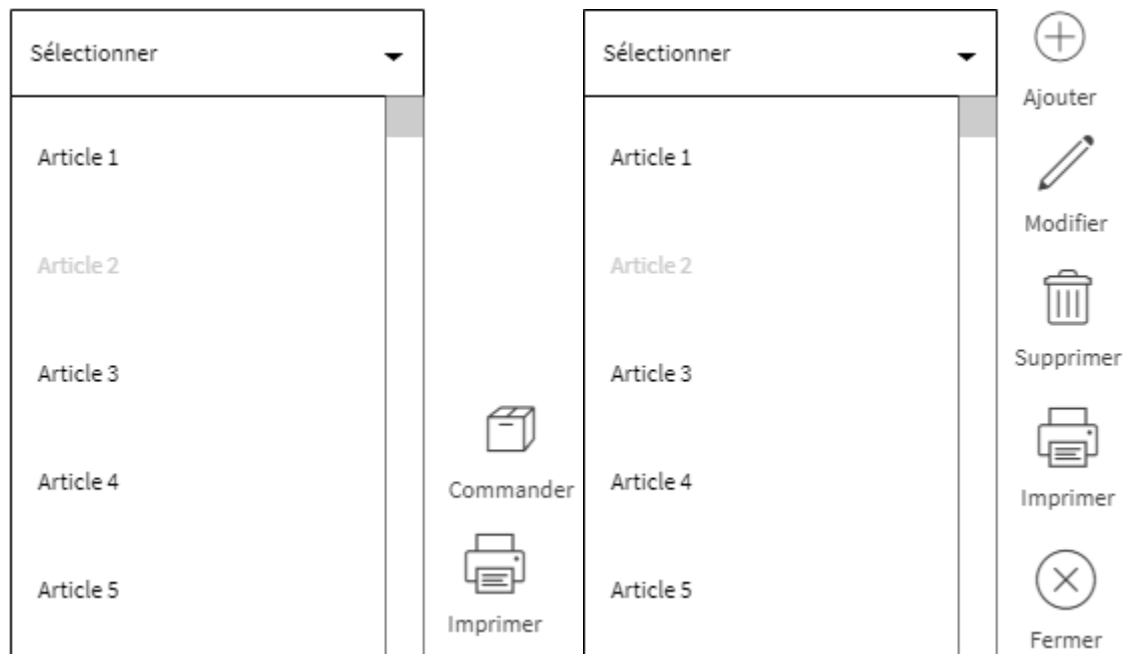 Sélectionner
Article 1
Article 2
Article 3
Article 4
Article 5
Commander
Imprimer
Sélectionner
Article 1
Article 2
Article 3
Article 4
Article 5
Ajouter
Modifier
Supprimer
Imprimer
Fermer